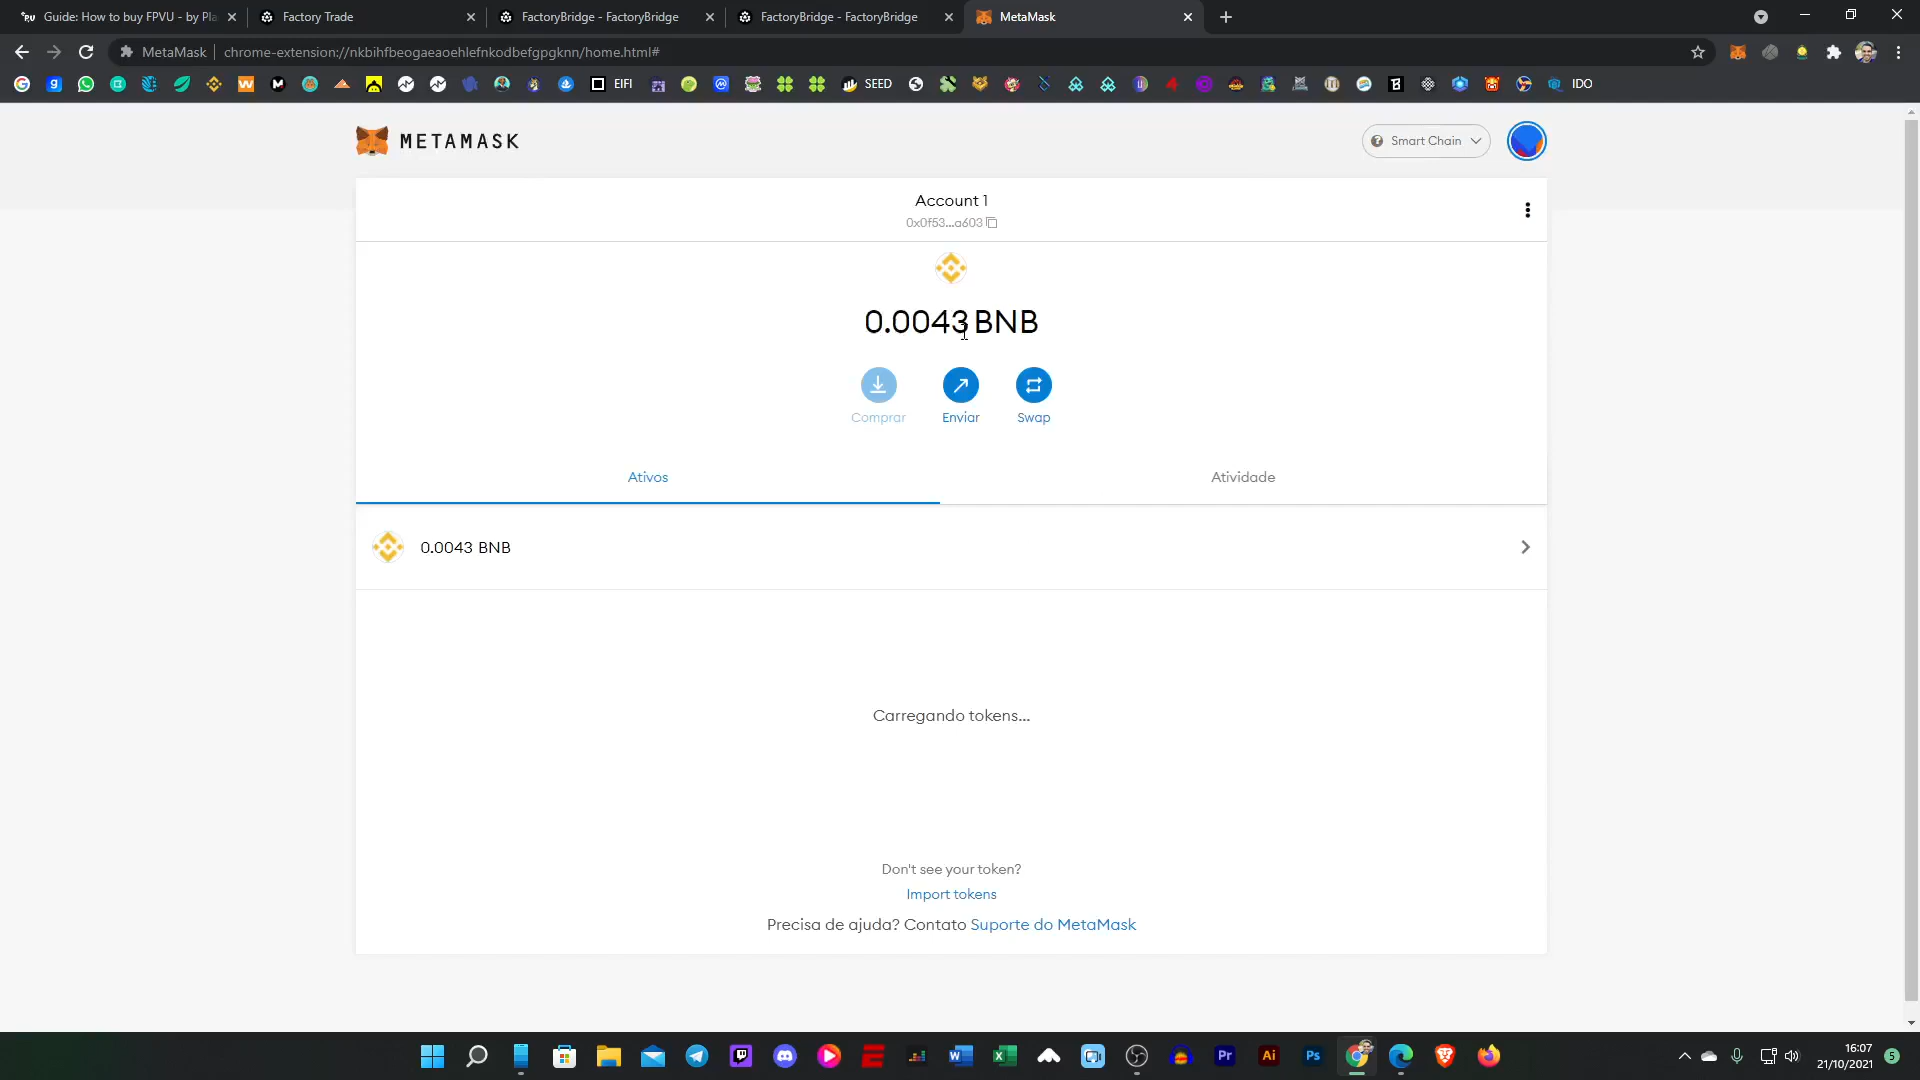 Guide: How to buy FPVU - by Pla
Factory Trade
FactoryBridge - FactoryBridge
FactoryBridge - FactoryBridge
MetaMask
MetaMask
chrome-extension://nkbihfbeogaeaoehlefnkodbefgpgknn/home.html#
EIFI
SEED
IDO
METAMASK
Smart Chain
Account 1
0x0f53...a603
0.0043 BNB
Comprar
Enviar
Swap
Ativos
Atividade
0.0043 BNB
Carregando tokens...
Don't see your token?
Import tokens
Precisa de ajuda? Contato Suporte do MetaMask
16:07
21/10/2021
5